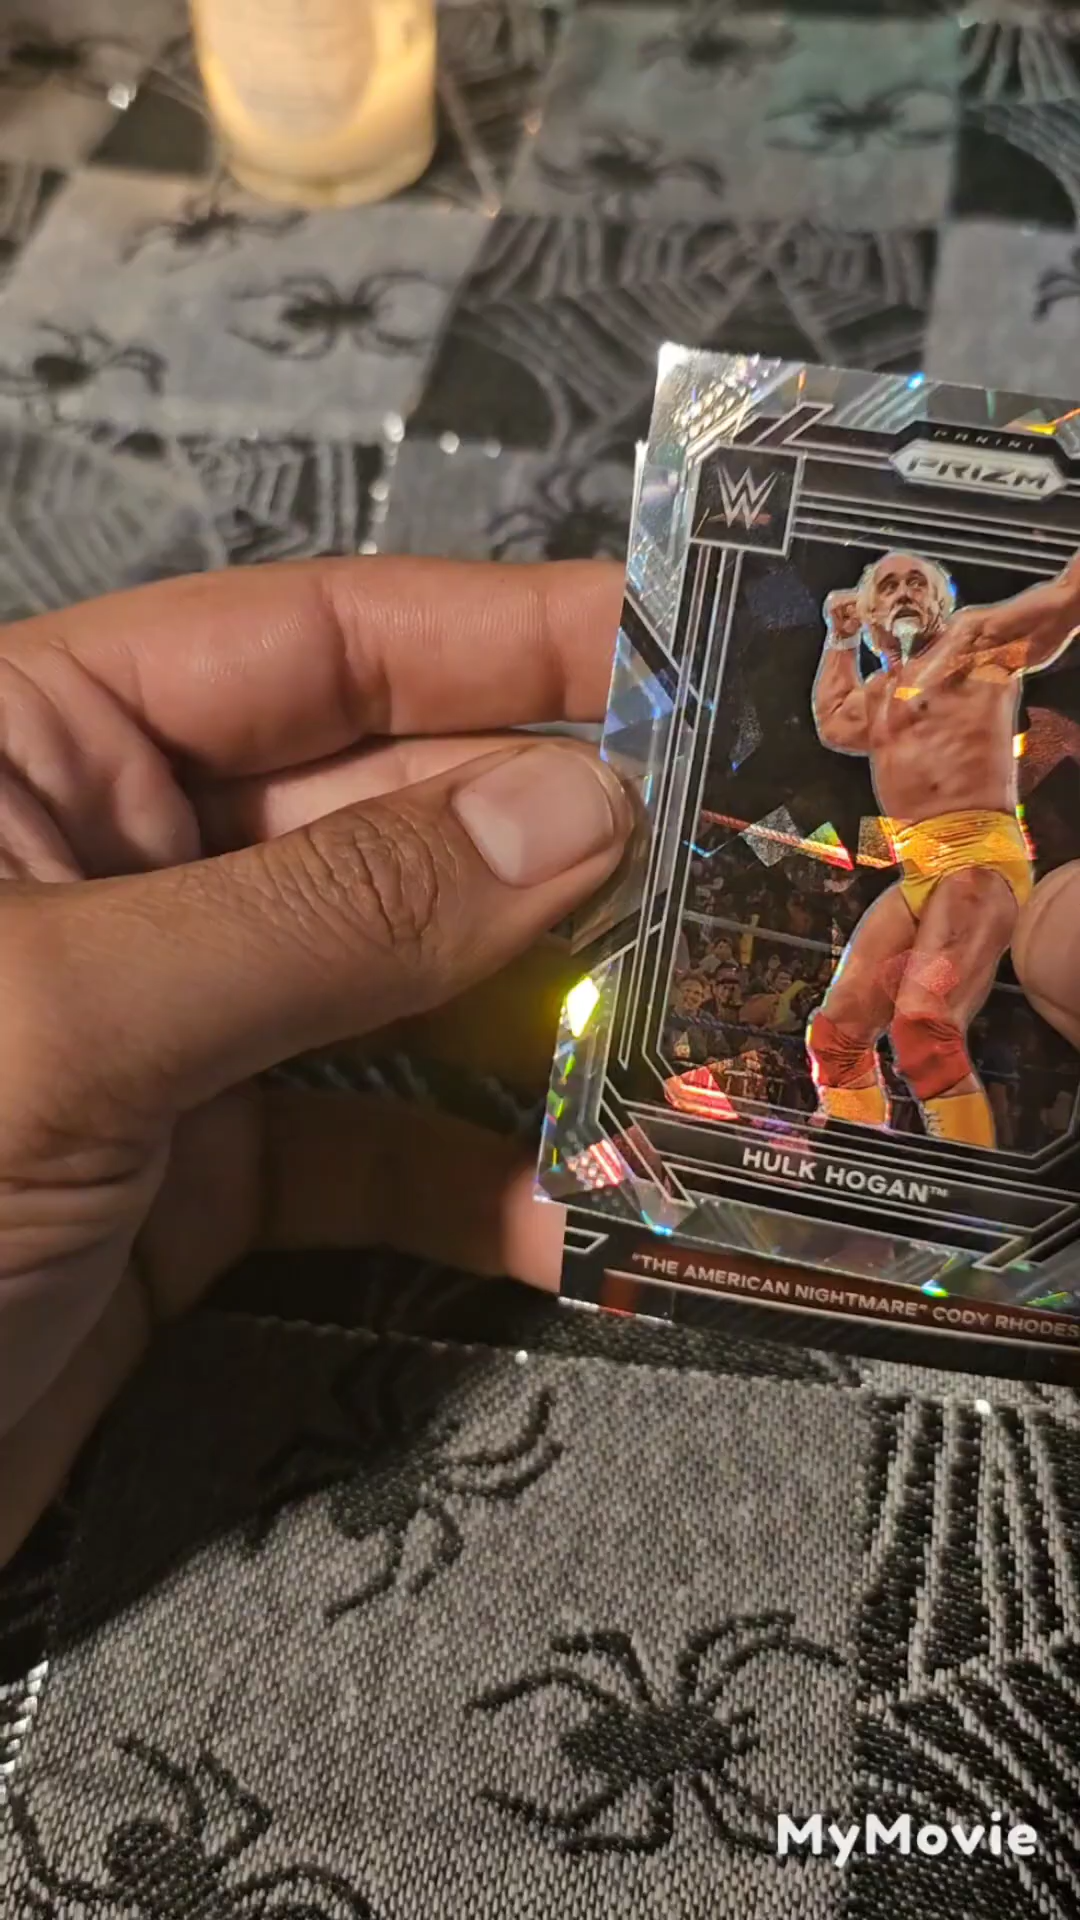 PANINI
PRIZM
W
HULK HOGAN™
"THE AMERICAN NIGHTMARE" CODY RHODES
MyMovie